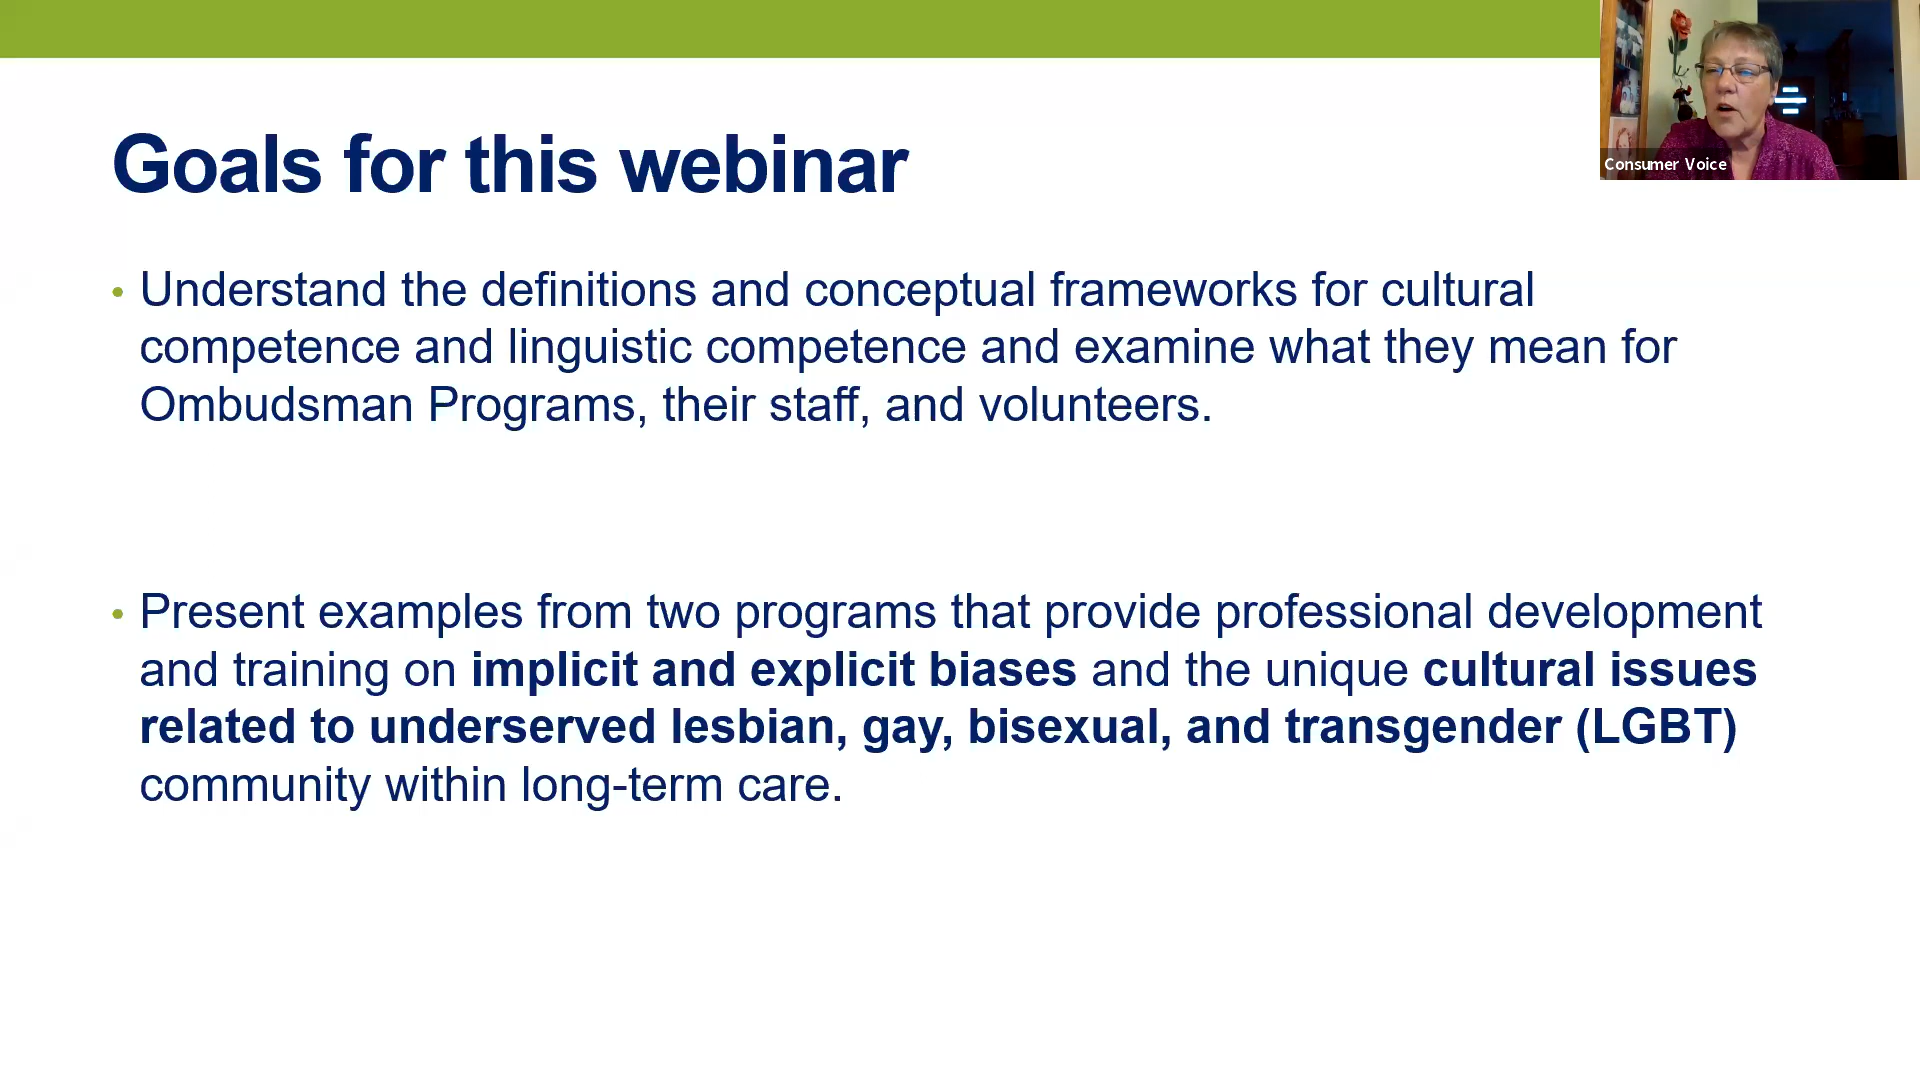 Goals for this webinar
Consumer Voice
• Understand the definitions and conceptual frameworks for cultural
competence and linguistic competence and examine what they mean for
Ombudsman Programs, their staff, and volunteers.
• Present examples from two programs that provide professional development
and training on implicit and explicit biases and the unique cultural issues
related to underserved lesbian, gay, bisexual, and transgender (LGBT)
community within long-term care.